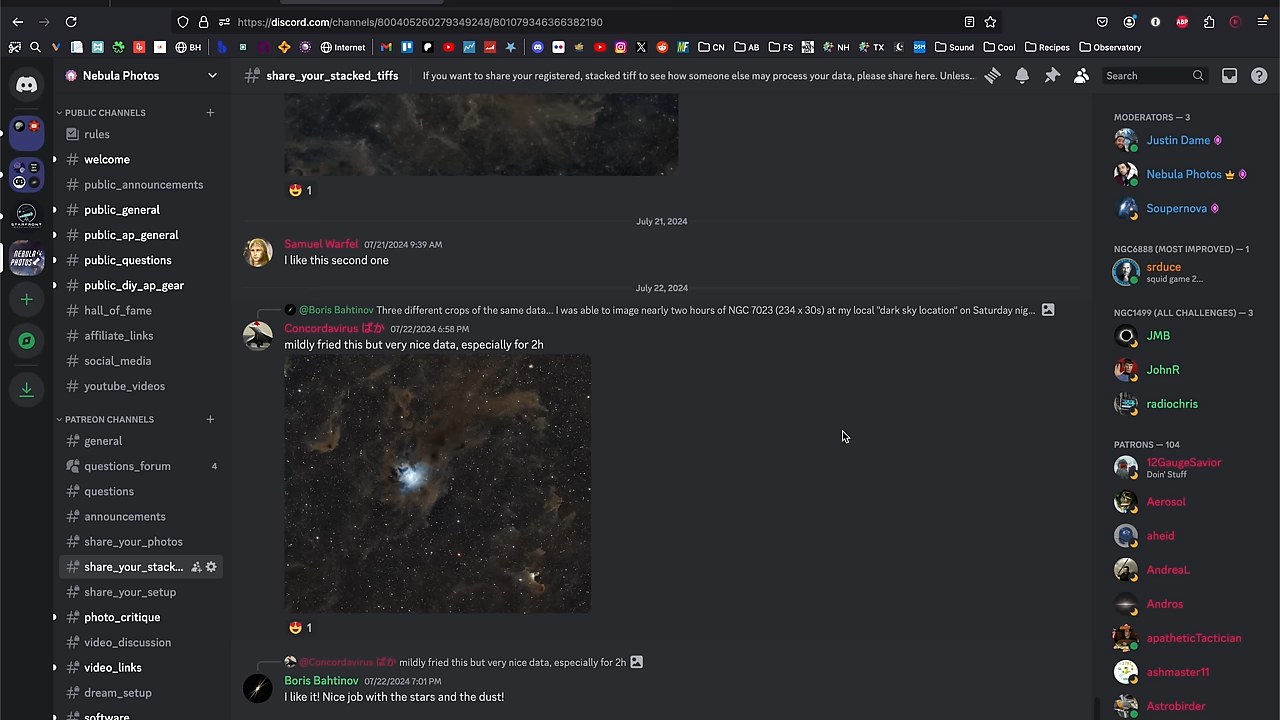 https://discord.com/channels/800405260279349248/801079346366382190
BH
Internet
CN
AB
FS
NH
TX
Sound
Cool
Recipes
Observatory
Nebula Photos
share_your_stacked_tiffs
If you want to share your registered, stacked tiff to see how someone else may process your data, please share here. Unless...
Search
PUBLIC CHANNELS
rules
welcome
public_announcements
public_general
public_ap_general
public_questions
public_diy_ap_gear
hall_of_fame
affiliate_links
social_media
youtube_videos
PATREON CHANNELS
general
questions_forum 4
questions
announcements
share_your_photos
share_your_stack...
share_your_setup
photo_critique
video_discussion
video_links
dream_setup
software
1
July 21, 2024
Samuel Warfel 07/21/2024 9:39 AM
I like this second one
July 22, 2024
@Boris Bahtinov Three different crops of the same data... I was able to image nearly two hours of NGC 7023 (234 x 30s) at my local "dark sky location" on Saturday nig...
Concordavirus ばか 07/22/2024 6:58 PM
mildly fried this but very nice data, especially for 2h
1
@Concordavirus ばか mildly fried this but very nice data, especially for 2h
Boris Bahtinov 07/22/2024 7:01 PM
I like it! Nice job with the stars and the dust!
MODERATORS — 3
Justin Dame
Nebula Photos
Soupernova
NGC6888 (MOST IMPROVED) — 1
srduce
squid game 2...
NGC1499 (ALL CHALLENGES) — 3
JMB
JohnR
radiochris
PATRONS — 104
12GaugeSavior
Doin' Stuff
Aerosol
aheid
AndreaL
Andros
apatheticTactician
ashmaster11
Astrobirder